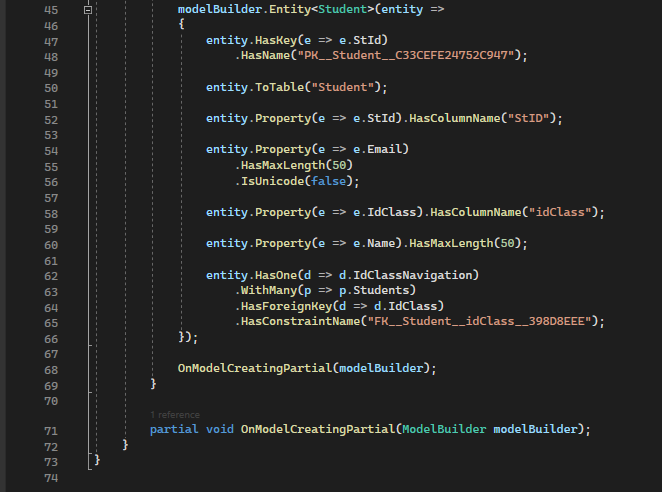 45 modelBuilder.Entity<Student>(entity =>
46 {
47 entity.HasKey(e => e.StId)
48 .HasName("PK__Student__C33CEFE24752C947");
49
50 entity.ToTable("Student");
51
52 entity.Property(e => e.StId).HasColumnName("StID");
53
54 entity.Property(e => e.Email)
55 .HasMaxLength(50)
56 .IsUnicode(false);
57
58 entity.Property(e => e.IdClass).HasColumnName("idClass");
59
60 entity.Property(e => e.Name).HasMaxLength(50);
61
62 entity.HasOne(d => d.IdClassNavigation)
63 .WithMany(p => p.Students)
64 .HasForeignKey(d => d.IdClass)
65 .HasConstraintName("FK__Student__idClass__398D8EEE");
66 });
67
68 OnModelCreatingPartial(modelBuilder);
69 }
70
1 reference
71 partial void OnModelCreatingPartial(ModelBuilder modelBuilder);
72 }
73 }
74